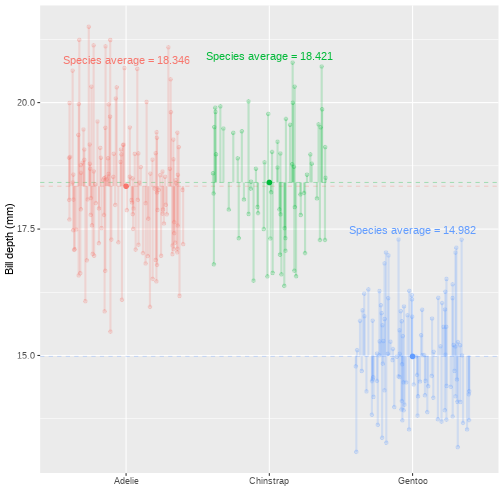 Species average = 18.421
Species average = 18.346
Species average = 14.982
Bill depth (mm)
20.0
17.5
15.0
Adelie
Chinstrap
Gentoo